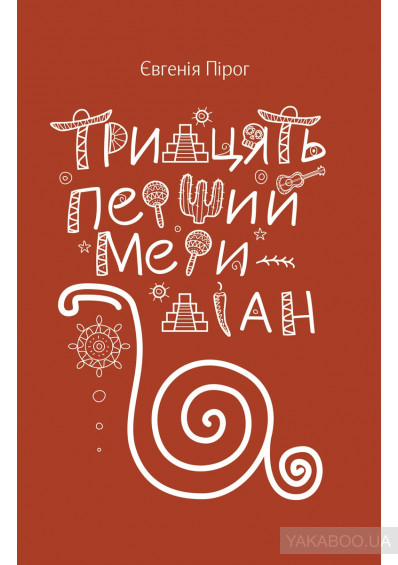 Євгенія Пірог
Тридцять
перший
мери-
діан
YAKABOO.UA